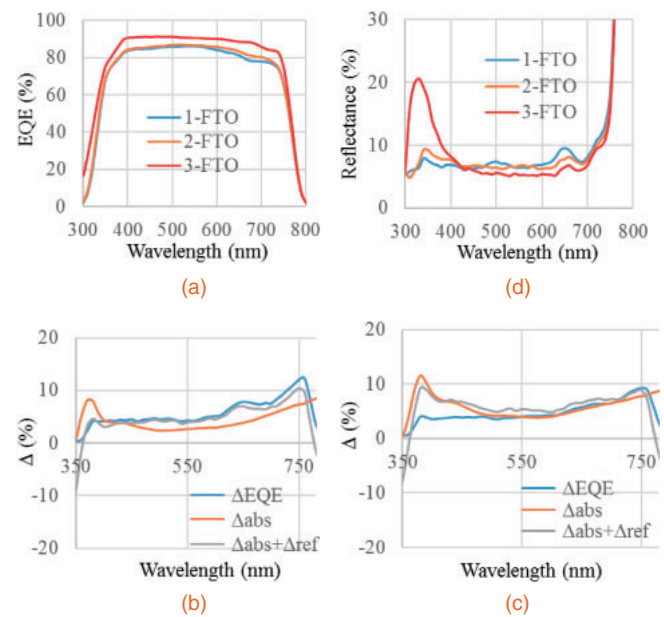 100
80
60
40
20
0
EQE (%)
1-FTO
2-FTO
3-FTO
300 400 500 600 700 800
Wavelength (nm)
(a)
30
20
10
0
Reflectance (%)
1-FTO
2-FTO
3-FTO
300 400 500 600 700 800
Wavelength (nm)
(d)
20
10
0
-10
-20
Δ (%)
350 550 750
ΔEQE
Δabs
Δabs+Δref
Wavelength (nm)
(b)
20
10
0
-10
-20
Δ (%)
350 550 750
ΔEQE
Δabs
Δabs+Δref
Wavelength (nm)
(c)